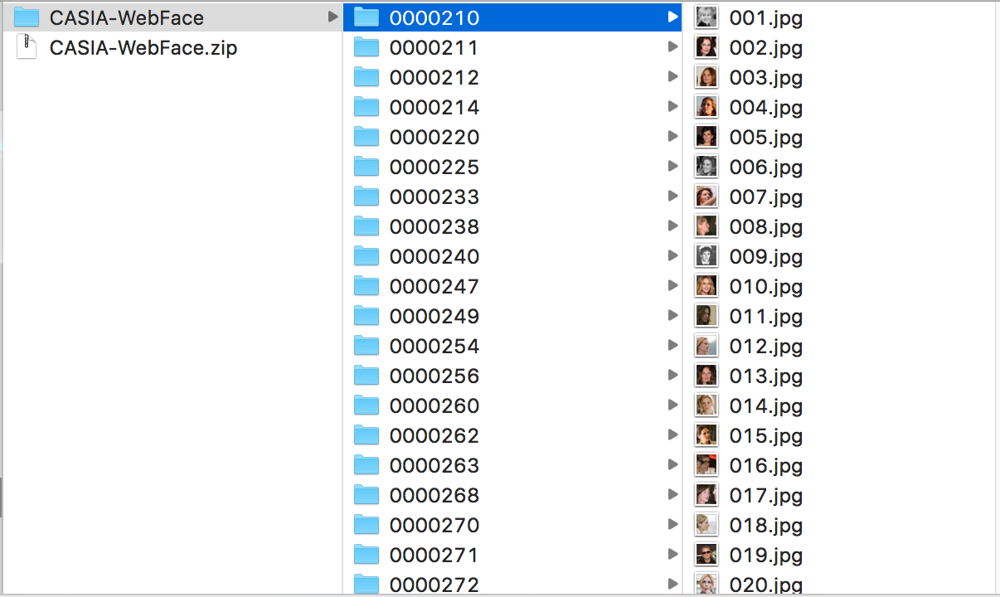 CASIA-WebFace
CASIA-WebFace.zip
0000210
0000211
0000212
0000214
0000220
0000225
0000233
0000238
0000240
0000247
0000249
0000254
0000256
0000260
0000262
0000263
0000268
0000270
0000271
0000272
001.jpg
002.jpg
003.jpg
004.jpg
005.jpg
006.jpg
007.jpg
008.jpg
009.jpg
010.jpg
011.jpg
012.jpg
013.jpg
014.jpg
015.jpg
016.jpg
017.jpg
018.jpg
019.jpg
020.jpg